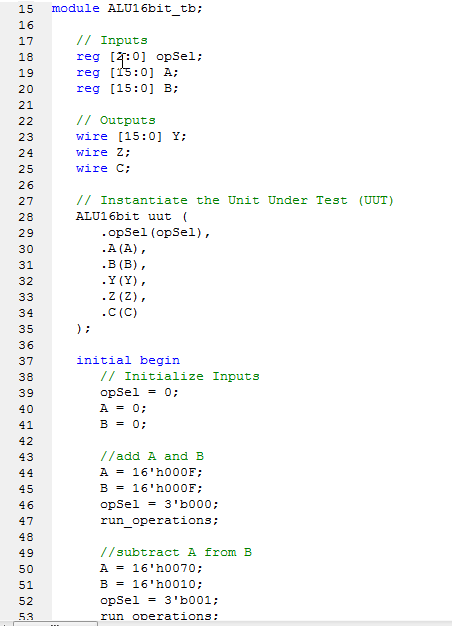 15 module ALU16bit_tb;
16
17 // Inputs
18 reg [2:0] opSel;
19 reg [15:0] A;
20 reg [15:0] B;
21
22 // Outputs
23 wire [15:0] Y;
24 wire Z;
25 wire C;
26
27 // Instantiate the Unit Under Test (UUT)
28 ALU16bit uut (
29 .opSel(opSel),
30 .A(A),
31 .B(B),
32 .Y(Y),
33 .Z(Z),
34 .C(C)
35 );
36
37 initial begin
38 // Initialize Inputs
39 opSel = 0;
40 A = 0;
41 B = 0;
42
43 //add A and B
44 A = 16'h000F;
45 B = 16'h000F;
46 opSel = 3'b000;
47 run_operations;
48
49 //subtract A from B
50 A = 16'h0070;
51 B = 16'h0010;
52 opSel = 3'b001;
53 run operations;